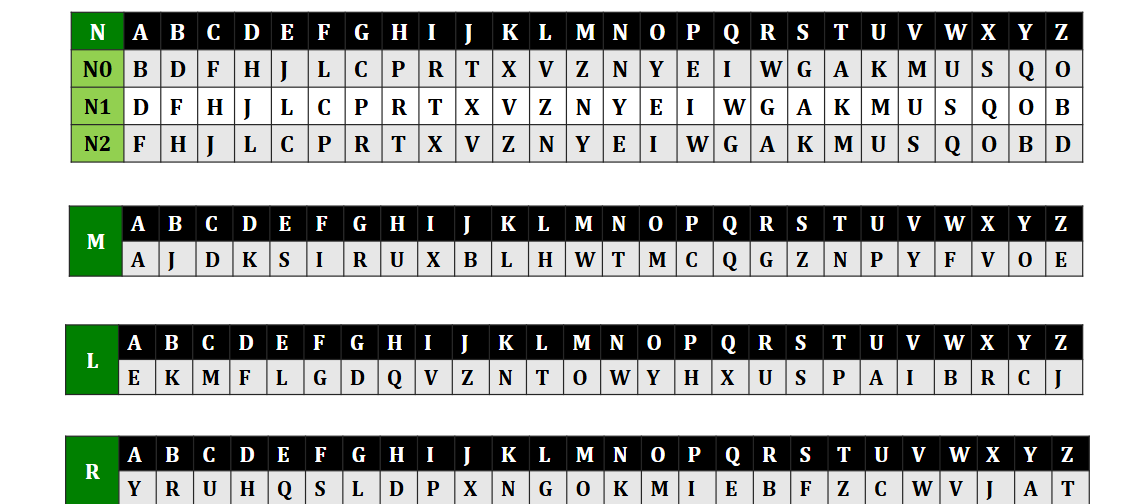 N A B C D E F G H I J K L M N O P Q R S T U V W X Y Z
N0 B D F H J L C P R T X V Z N Y E I W G A K M U S Q O
N1 D F H J L C P R T X V Z N Y E I W G A K M U S Q O B
N2 F H J L C P R T X V Z N Y E I W G A K M U S Q O B D
M A B C D E F G H I J K L M N O P Q R S T U V W X Y Z
A J D K S I R U X B L H W T M C Q G Z N P Y F V O E
L A B C D E F G H I J K L M N O P Q R S T U V W X Y Z
E K M F L G D Q V Z N T O W Y H X U S P A I B R C J
R A B C D E F G H I J K L M N O P Q R S T U V W X Y Z
Y R U H Q S L D P X N G O K M I E B F Z C W V J A T